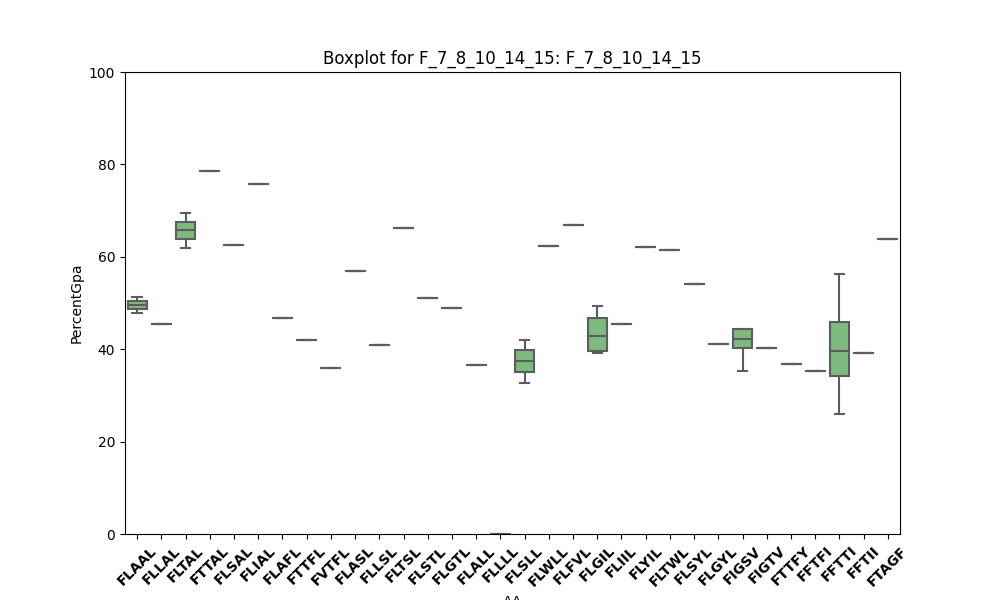 Boxplot for F_7_8_10_14_15: F_7_8_10_14_15
PercentGpa
100
80
60
40
20
0
FLAAL
FLLAL
FLTAL
FTTAL
FLSAL
FLIAL
FLAFL
FTTFL
FVTFL
FLASL
FLLSL
FLTSL
FLSTL
FLGTL
FLALL
FLLLL
FLSLL
FLWLL
FLFVL
FLGIL
FLIIL
FLYIL
FLTWL
FLSYL
FLGYL
FIGSV
FIGTV
FTTFY
FFTFI
FFTTI
FFTII
FTAGF
AA